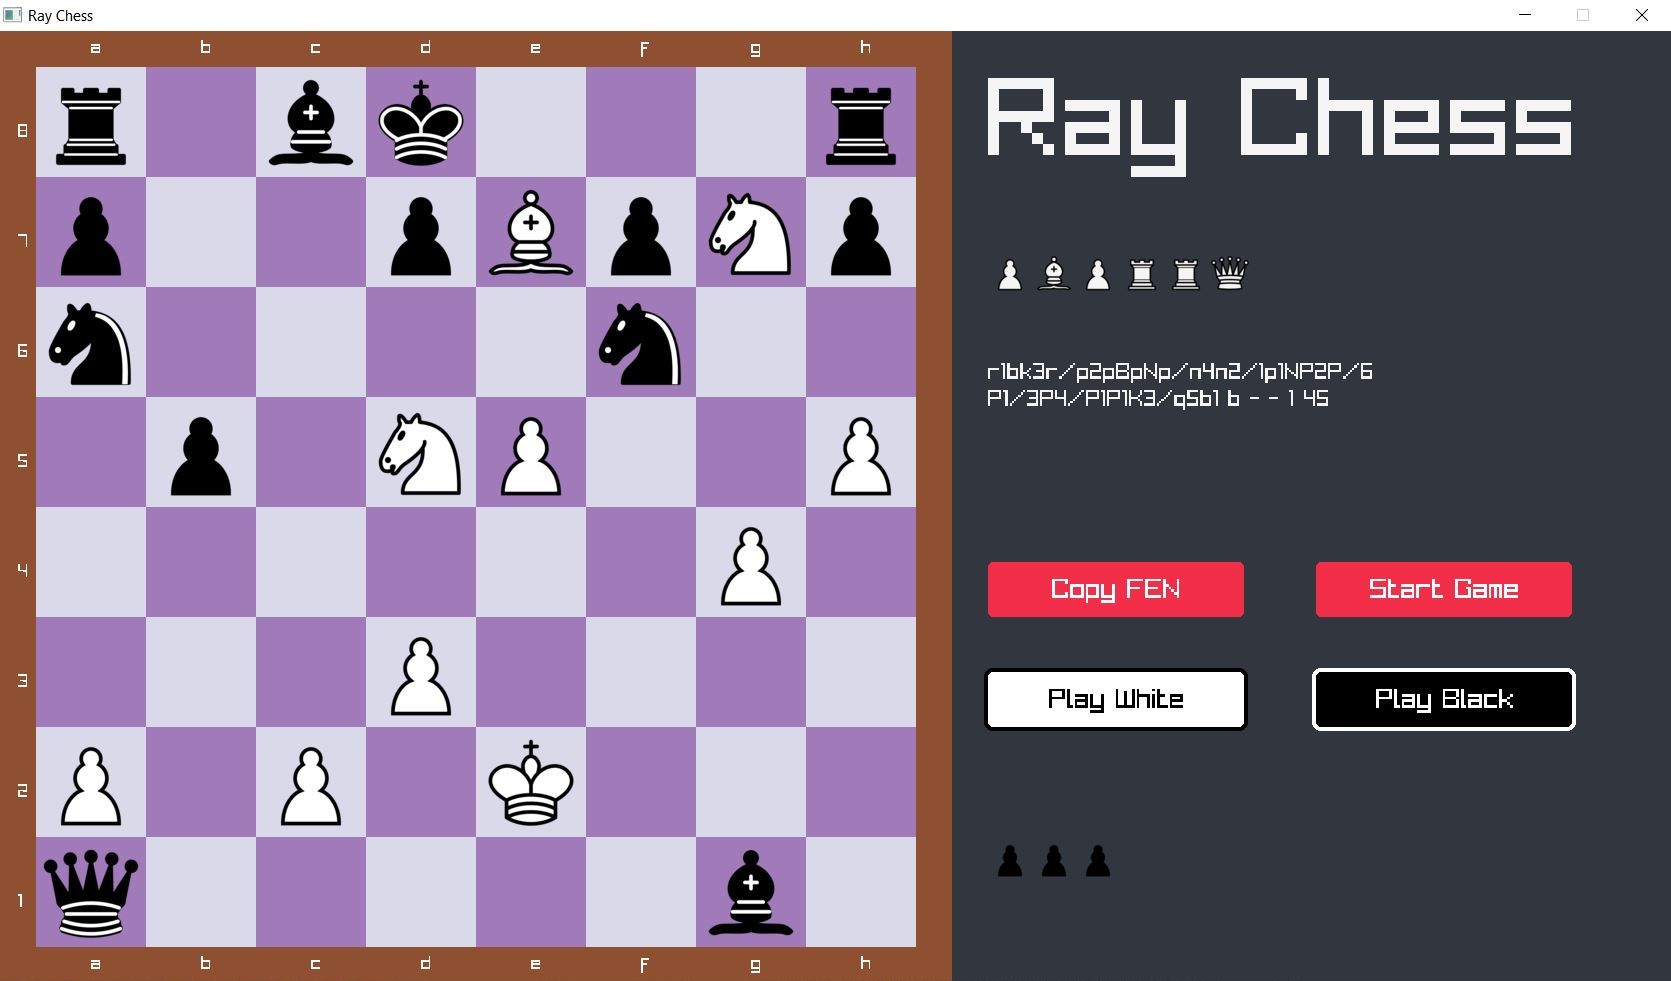 Ray Chess
a b c d e f g h
Ray Chess
8
7
6
r1bk3r/p2pBpNp/n4n2/1p1NP2P/6
P1/3P4/P1P1K3/q5b1 b - - 1 45
5
4
Copy FEN Start Game
3
Play White Play Black
2
1
a b c d e f g h